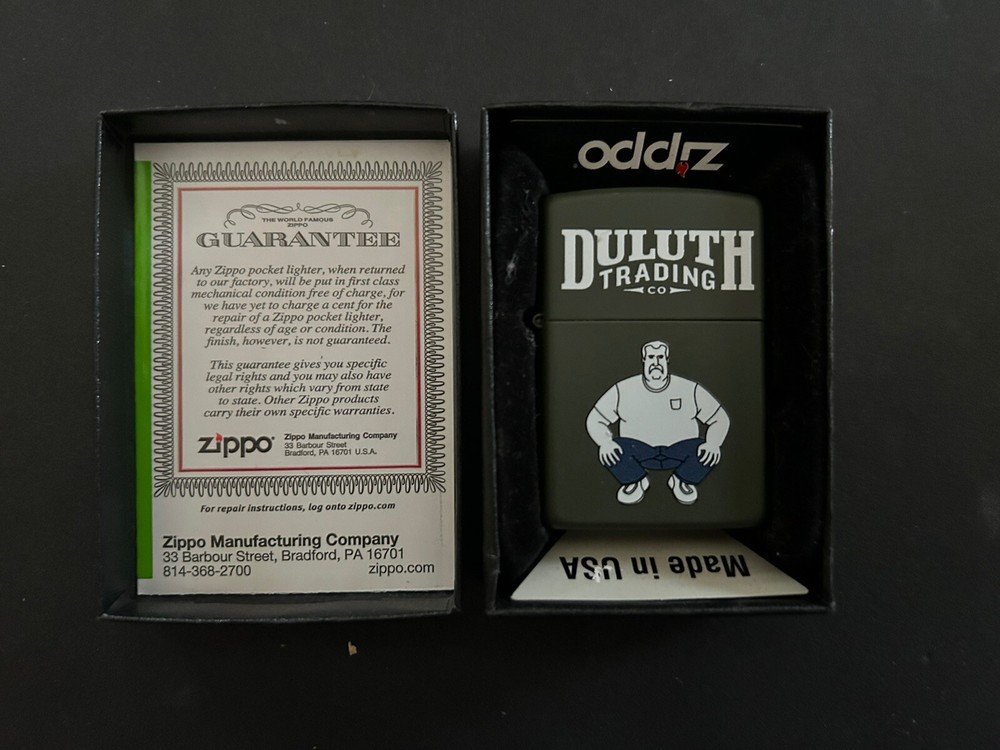 THE WORLD FAMOUS
ZIPPO
GUARANTEE
Any Zippo pocket lighter, when returned
to our factory, will be put in first class
mechanical condition free of charge, for
we have yet to charge a cent for the
repair of a Zippo pocket lighter,
regardless of age or condition. The
finish, however, is not guaranteed.
This guarantee gives you specific
legal rights and you may also have
other rights which vary from state
to state. Other Zippo products
carry their own specific warranties.
zippo®
Zippo Manufacturing Company
33 Barbour Street
Bradford, PA 16701 U.S.A.
For repair instructions, log onto zippo.com
Zippo Manufacturing Company
33 Barbour Street, Bradford, PA 16701
814-368-2700 zippo.com
zippo
DULUTH
TRADING
CO
Made in USA